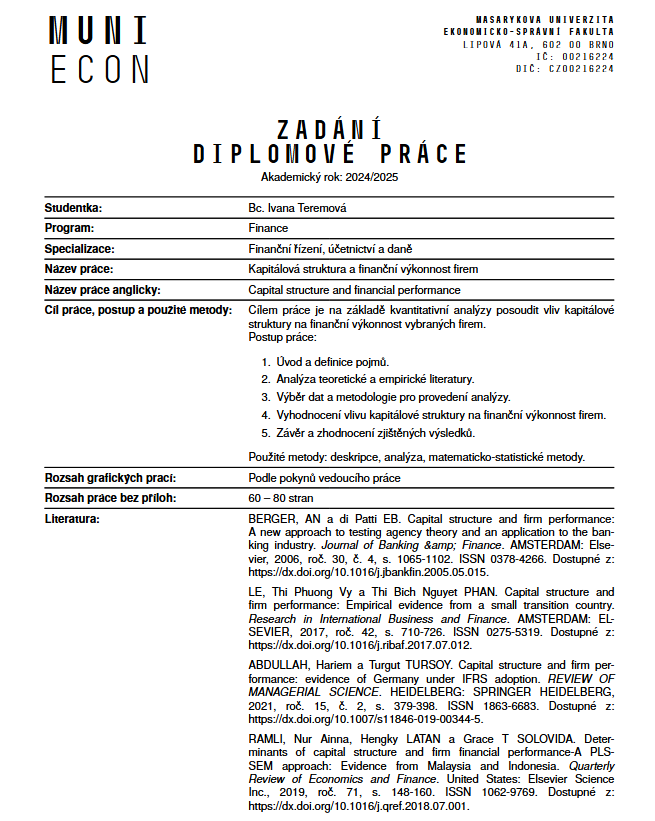 MUNI
ECON
MASARYKOVA UNIVERZITA
EKONOMICKO-SPRÁVNÍ FAKULTA
LIPOVÁ 41A, 602 00 BRNO
IČ: 00216224
DIČ: CZ00216224
ZADÁNÍ
DIPLOMOVÉ PRÁCE
Akademický rok: 2024/2025
Studentka: Bc. Ivana Teremová
Program: Finance
Specializace: Finanční řízení, účetnictví a daně
Název práce: Kapitálová struktura a finanční výkonnost firem
Název práce anglicky: Capital structure and financial performance
Cíl práce, postup a použité metody: Cílem práce je na základě kvantitativní analýzy posoudit vliv kapitálové
struktury na finanční výkonnost vybraných firem.
Postup práce:
1. Úvod a definice pojmů.
2. Analýza teoretické a empirické literatury.
3. Výběr dat a metodologie pro provedení analýzy.
4. Vyhodnocení vlivu kapitálové struktury na finanční výkonnost firem.
5. Závěr a zhodnocení zjištěných výsledků.
Použité metody: deskripce, analýza, matematicko-statistické metody.
Rozsah grafických prací: Podle pokynů vedoucího práce
Rozsah práce bez příloh: 60 – 80 stran
Literatura: BERGER, AN a di Patti EB. Capital structure and firm performance:
A new approach to testing agency theory and an application to the ban-
king industry. Journal of Banking &amp; Finance. AMSTERDAM: Else-
vier, 2006, roč. 30, č. 4, s. 1065-1102. ISSN 0378-4266. Dostupné z:
https://dx.doi.org/10.1016/j.jbankfin.2005.05.015.
LE, Thi Phuong Vy a Thi Bich Nguyet PHAN. Capital structure and
firm performance: Empirical evidence from a small transition country.
Research in International Business and Finance. AMSTERDAM: EL-
SEVIER, 2017, roč. 42, s. 710-726. ISSN 0275-5319. Dostupné z:
https://dx.doi.org/10.1016/j.ribaf.2017.07.012.
ABDULLAH, Hariem a Turgut TURSOY. Capital structure and firm per-
formance: evidence of Germany under IFRS adoption. REVIEW OF
MANAGERIAL SCIENCE. HEIDELBERG: SPRINGER HEIDELBERG,
2021, roč. 15, č. 2, s. 379-398. ISSN 1863-6683. Dostupné z:
https://dx.doi.org/10.1007/s11846-019-00344-5.
RAMLI, Nur Ainna, Hengky LATAN a Grace T SOLOVIDA. Deter-
minants of capital structure and firm financial performance-A PLS-
SEM approach: Evidence from Malaysia and Indonesia. Quarterly
Review of Economics and Finance. United States: Elsevier Science
Inc., 2019, roč. 71, s. 148-160. ISSN 1062-9769. Dostupné z:
https://dx.doi.org/10.1016/j.qref.2018.07.001.